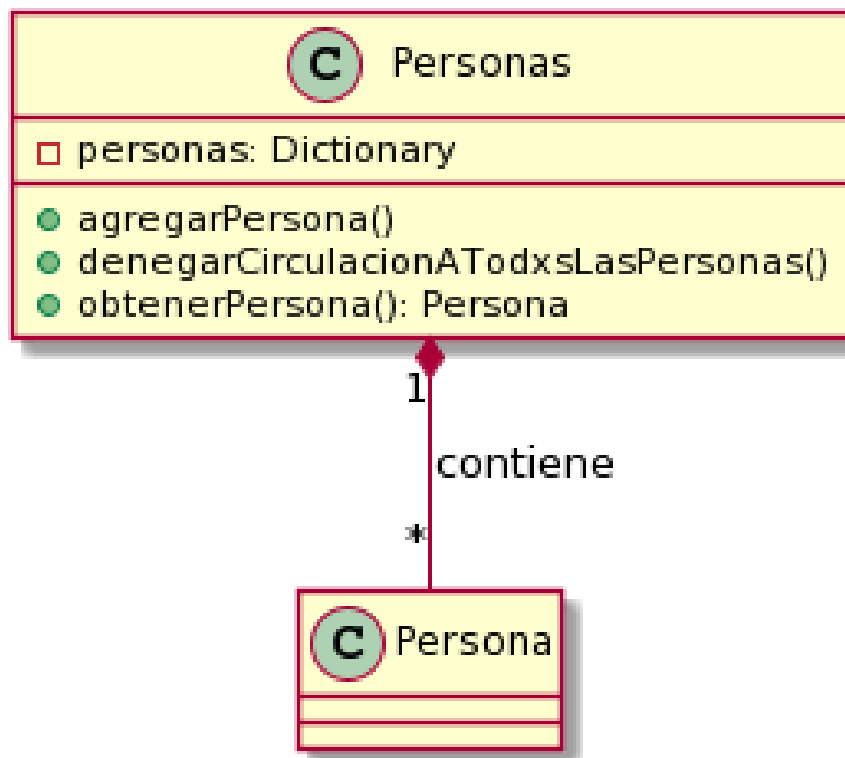 C Personas
personas: Dictionary
agregarPersona()
denegarCirculacionATodxsLasPersonas()
obtenerPersona(): Persona
1
contiene
*
C Persona